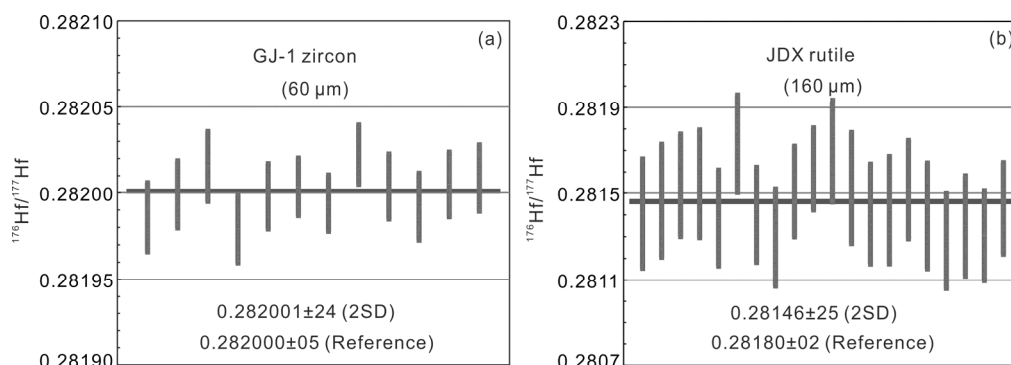 0.28210
0.28205
0.28200
0.28195
0.28190
¹⁷⁶Hf/¹⁷⁷Hf
(a)
GJ-1 zircon
(60 µm)
0.282001±24 (2SD)
0.282000±05 (Reference)
0.2823
0.2819
0.2815
0.2811
0.2807
¹⁷⁶Hf/¹⁷⁷Hf
(b)
JDX rutile
(160 µm)
0.28146±25 (2SD)
0.28180±02 (Reference)